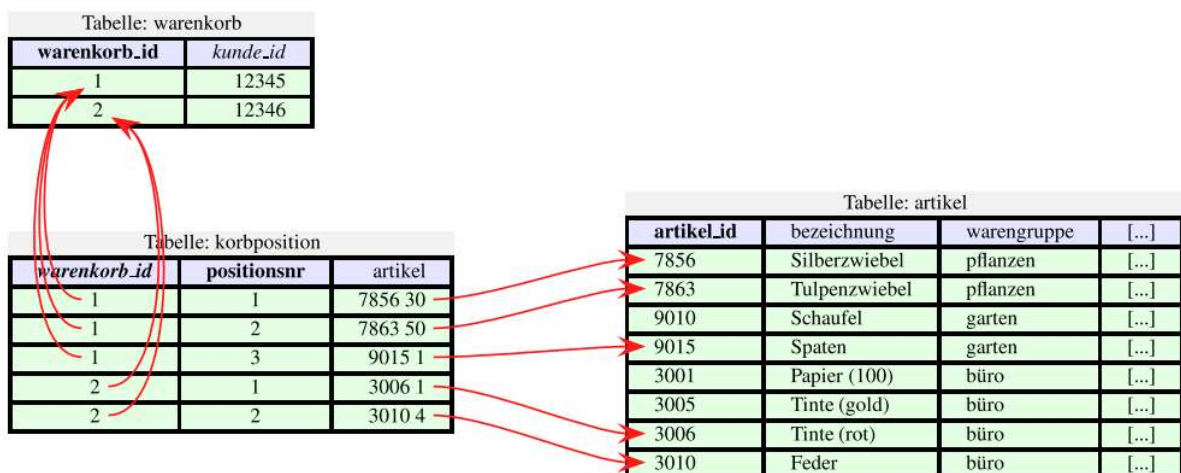 Tabelle: warenkorb
warenkorb_id kunde_id
1 12345
2 12346
Tabelle: korbposition
warenkorb_id positionsnr artikel
1 1 7856 30
1 2 7863 50
1 3 9015 1
2 1 3006 1
2 2 3010 4
Tabelle: artikel
artikel_id bezeichnung warengruppe [...]
7856 Silberzwiebel pflanzen [...]
7863 Tulpenzwiebel pflanzen [...]
9010 Schaufel garten [...]
9015 Spaten garten [...]
3001 Papier (100) büro [...]
3005 Tinte (gold) büro [...]
3006 Tinte (rot) büro [...]
3010 Feder büro [...]